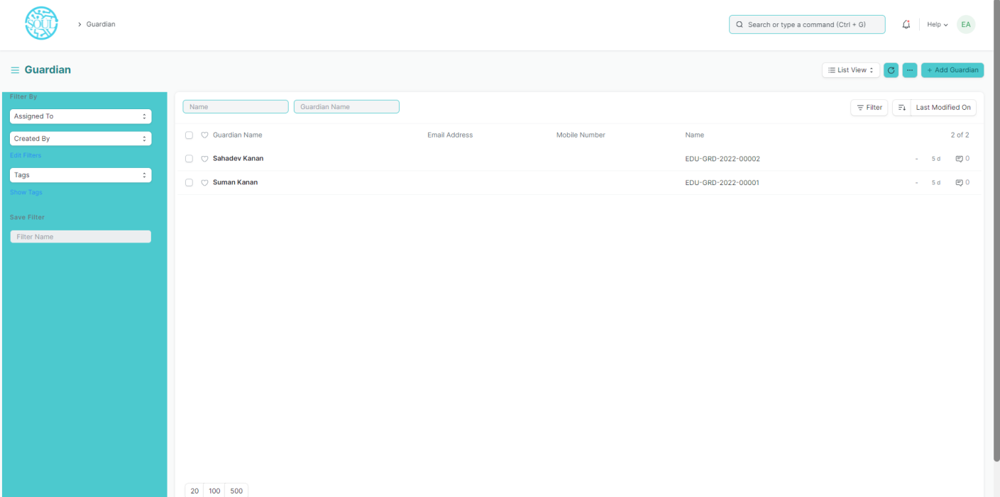 SOUL
Guardian
Search or type a command (Ctrl + G)
Help
EA
Guardian
List View
+ Add Guardian
Filter By
Assigned To
Created By
Edit Filters
Tags
Show Tags
Save Filter
Filter Name
Name
Guardian Name
Filter
Last Modified On
Guardian Name Email Address Mobile Number Name 2 of 2
Sahadev Kanan EDU-GRD-2022-00002 - 5 d 0
Suman Kanan EDU-GRD-2022-00001 - 5 d 0
20 100 500